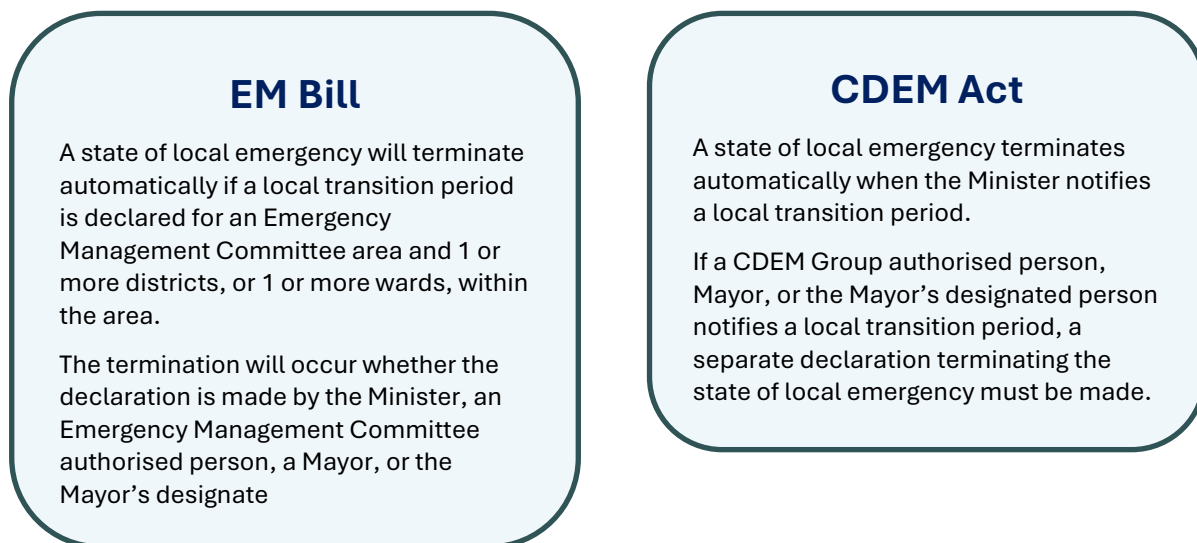 EM Bill
A state of local emergency will terminate
automatically if a local transition period
is declared for an Emergency
Management Committee area and 1 or
more districts, or 1 or more wards, within
the area.
The termination will occur whether the
declaration is made by the Minister, an
Emergency Management Committee
authorised person, a Mayor, or the
Mayor’s designate
CDEM Act
A state of local emergency terminates
automatically when the Minister notifies
a local transition period.
If a CDEM Group authorised person,
Mayor, or the Mayor’s designated person
notifies a local transition period, a
separate declaration terminating the
state of local emergency must be made.